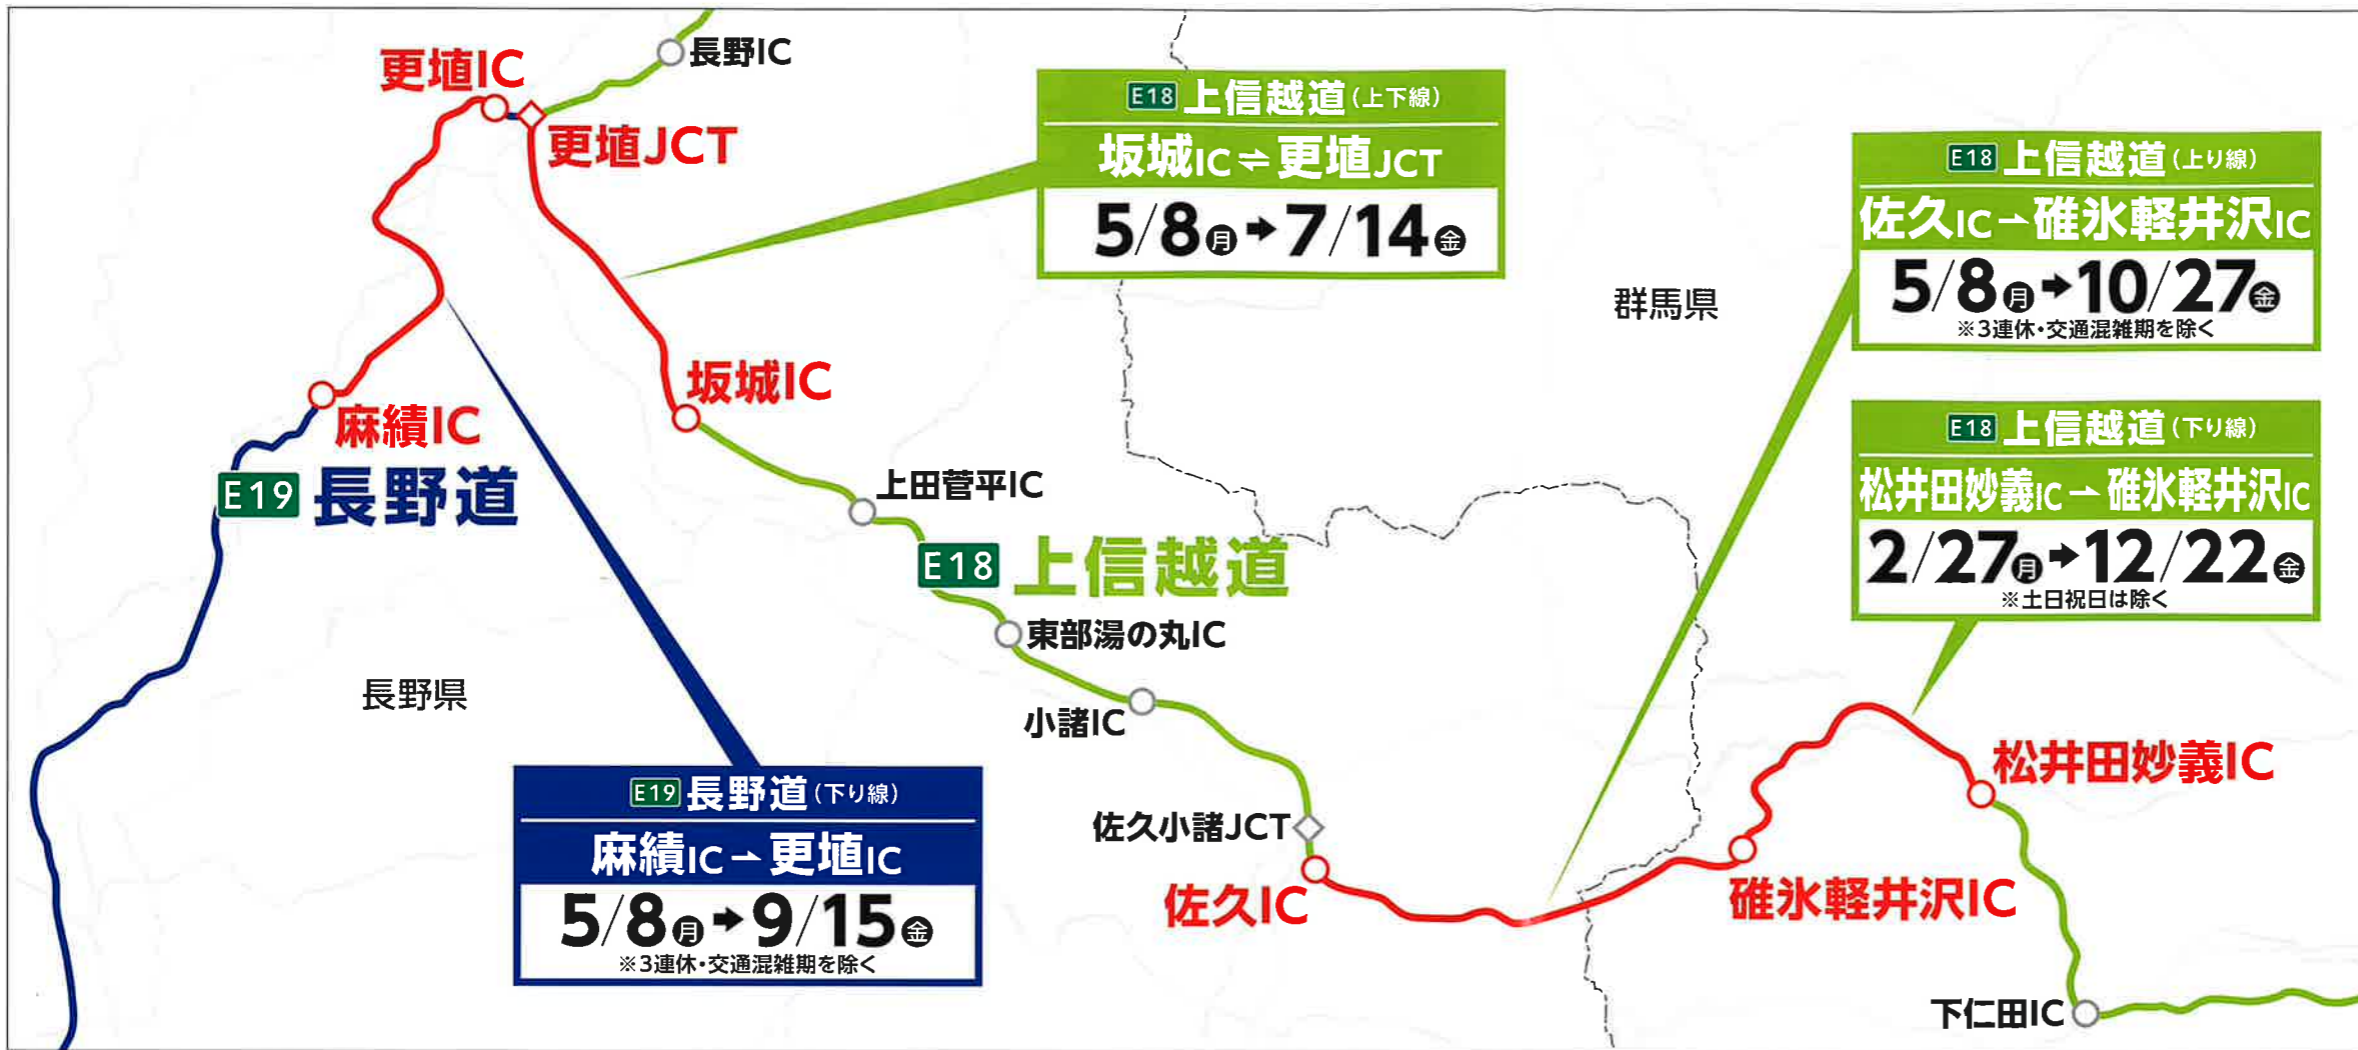 更埴IC
長野IC
更埴JCT
E18 上信越道(上下線)
坂城IC⇌更埴JCT
5/8月➡7/14金
E18 上信越道(上り線)
佐久IC⇀碓氷軽井沢IC
5/8月➡10/27金
※3連休・交通混雑期を除く
群馬県
坂城IC
麻績IC
E19 長野道
上田菅平IC
E18 上信越道(下り線)
松井田妙義IC⇀碓氷軽井沢IC
2/27月➡12/22金
※土日祝日は除く
E18 上信越道
東部湯の丸IC
長野県
小諸IC
E19 長野道(下り線)
麻績IC⇀更埴IC
5/8月➡9/15金
※3連休・交通混雑期を除く
松井田妙義IC
佐久小諸JCT
佐久IC
碓氷軽井沢IC
下仁田IC